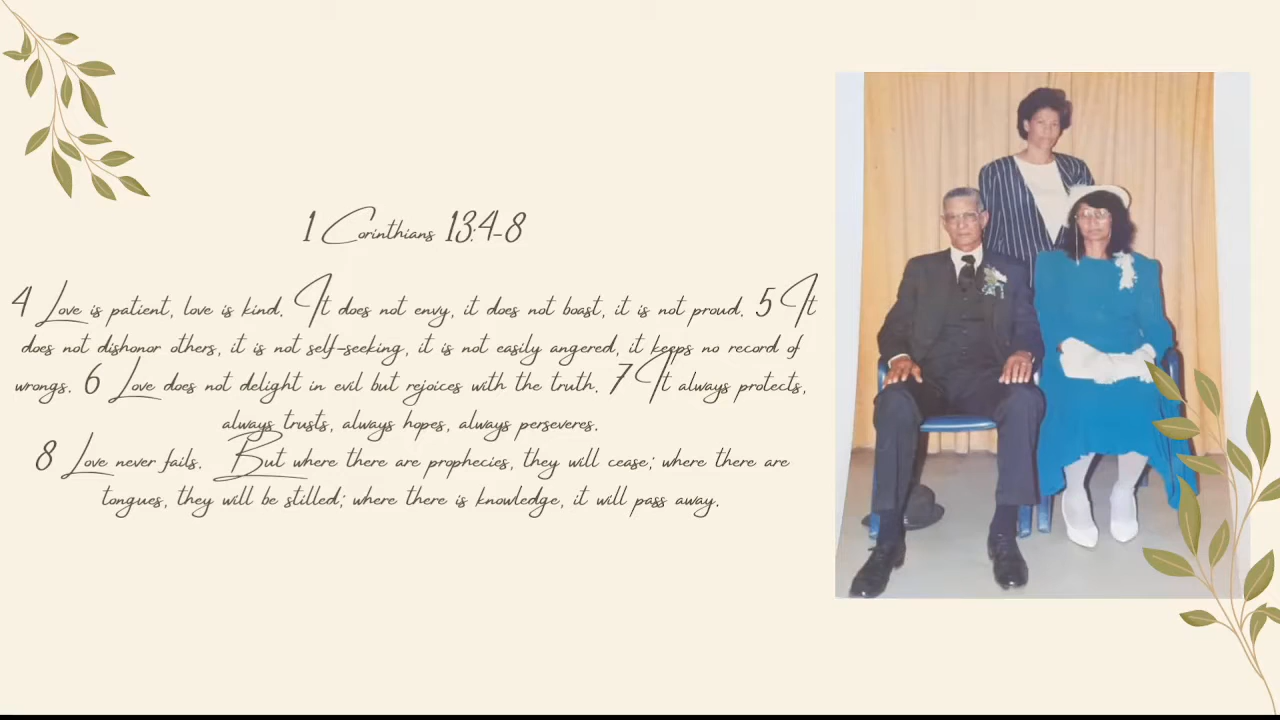 1 Corinthians 13:4-8
4 Love is patient, love is kind. It does not envy, it does not boast, it is not proud. 5 It
does not dishonor others, it is not self-seeking, it is not easily angered, it keeps no record of
wrongs. 6 Love does not delight in evil but rejoices with the truth. 7 It always protects,
always trusts, always hopes, always perseveres.
8 Love never fails. But where there are prophecies, they will cease; where there are
tongues, they will be stilled; where there is knowledge, it will pass away.